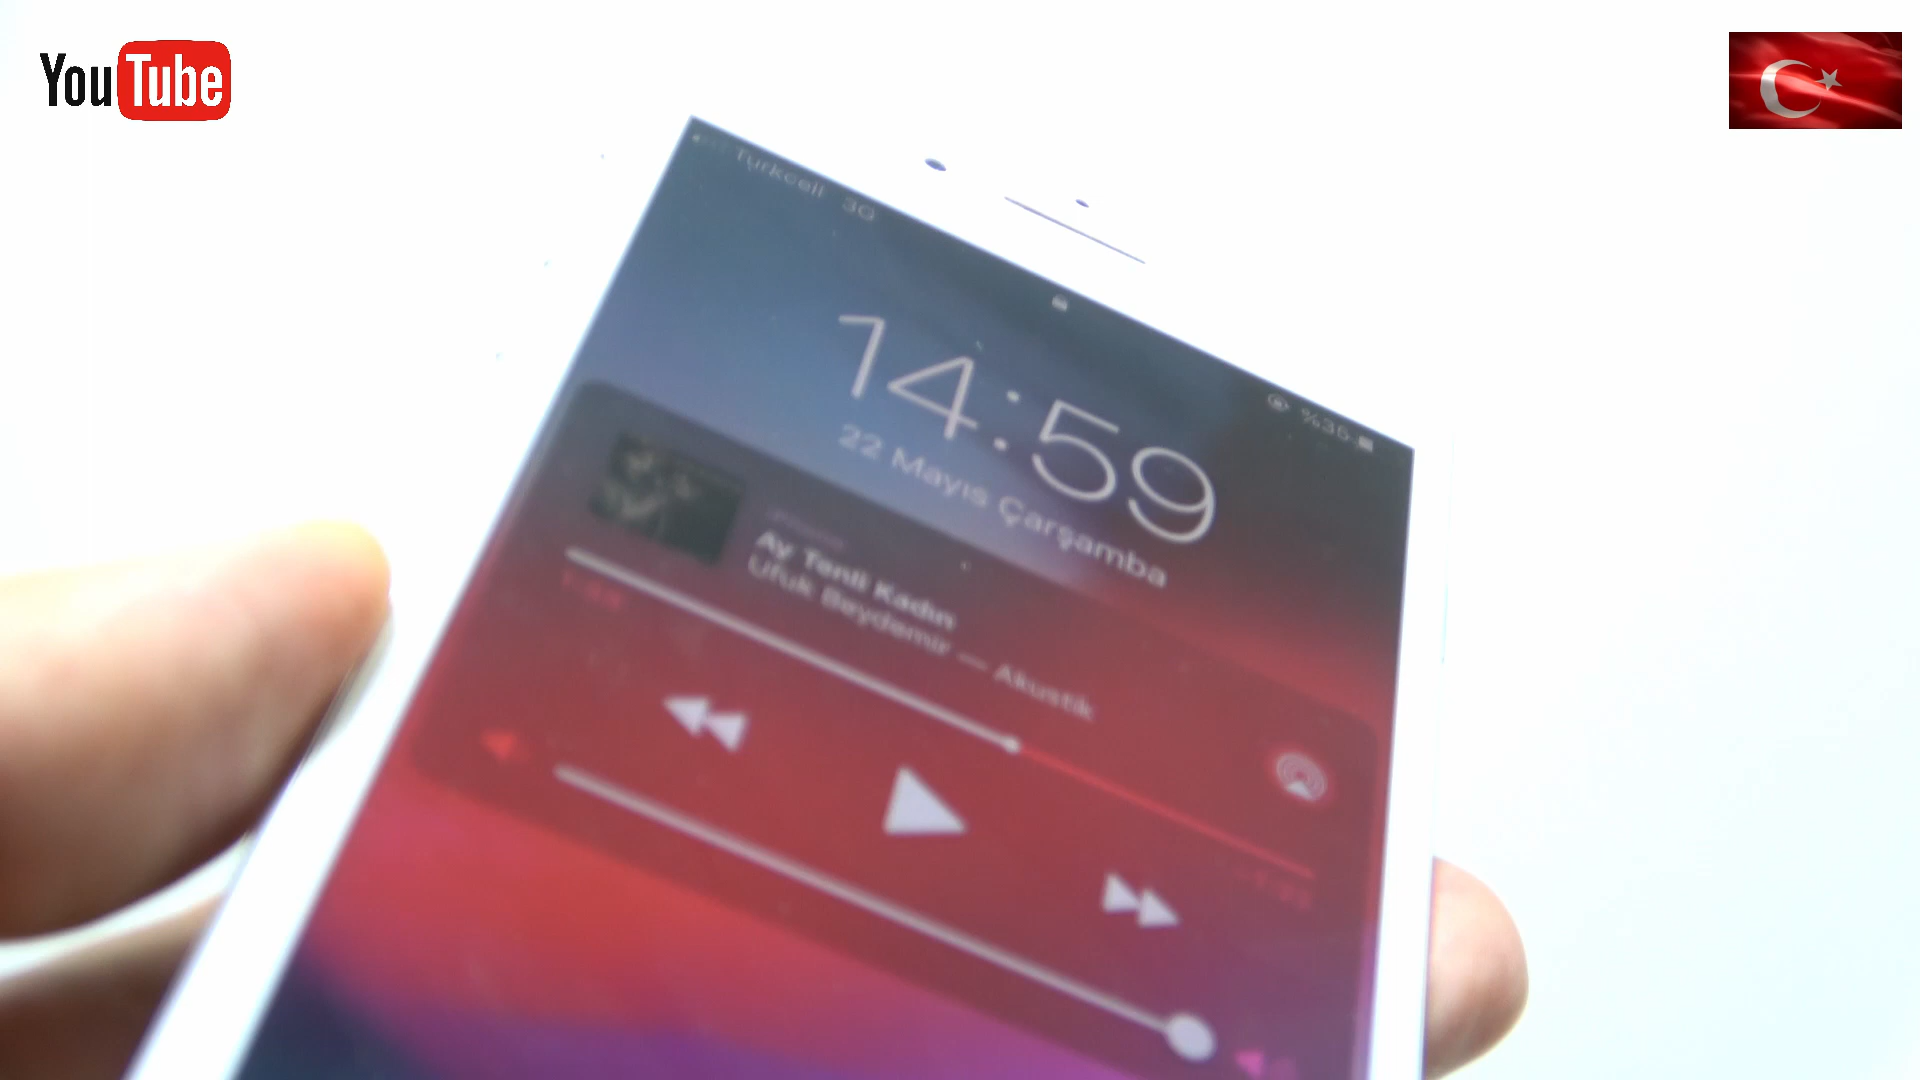 YouTube
Turkcell 3G
%35
14:59
22 Mayıs Çarşamba
Ay Tenli Kadın
Ufuk Beydemir — Akustik